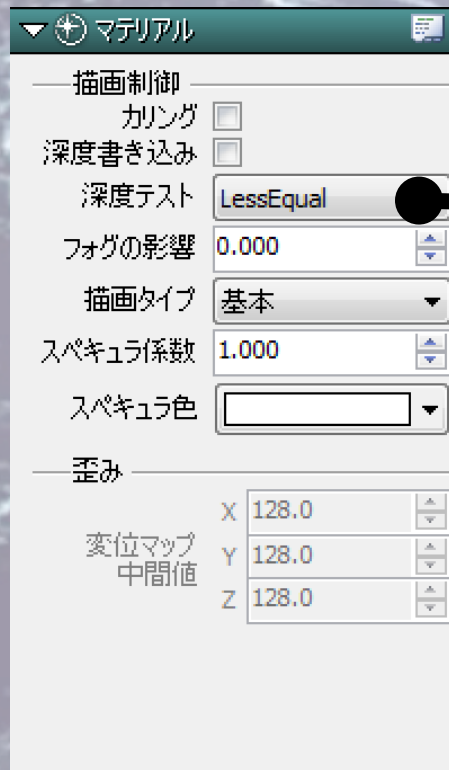 マテリアル
描画制御
カリング
深度書き込み
深度テスト LessEqual
フォグの影響 0.000
描画タイプ 基本
スペキュラ係数 1.000
スペキュラ色
歪み
変位マップ
中間値
X 128.0
Y 128.0
Z 128.0